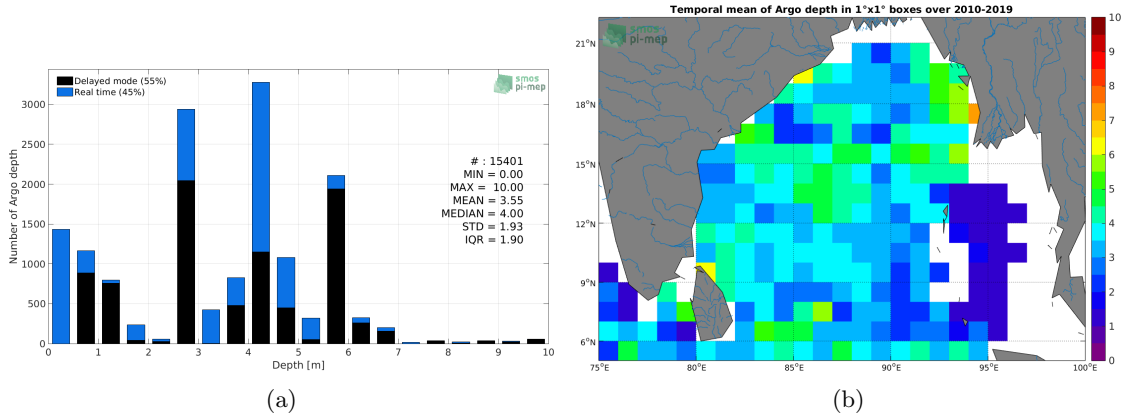 smos
pi-mep
Delayed mode (55%)
Real time (45%)
# : 15401
MIN = 0.00
MAX = 10.00
MEAN = 3.55
MEDIAN = 4.00
STD = 1.93
IQR = 1.90
Number of Argo depth
3000
2500
2000
1500
1000
500
0
0 1 2 3 4 5 6 7 8 9 10
Depth [m]
(a)
Temporal mean of Argo depth in 1°x1° boxes over 2010-2019
smos
pi-mep
21°N
18°N
15°N
12°N
9°N
6°N
75°E 80°E 85°E 90°E 95°E 100°E
10
9
8
7
6
5
4
3
2
1
0
(b)